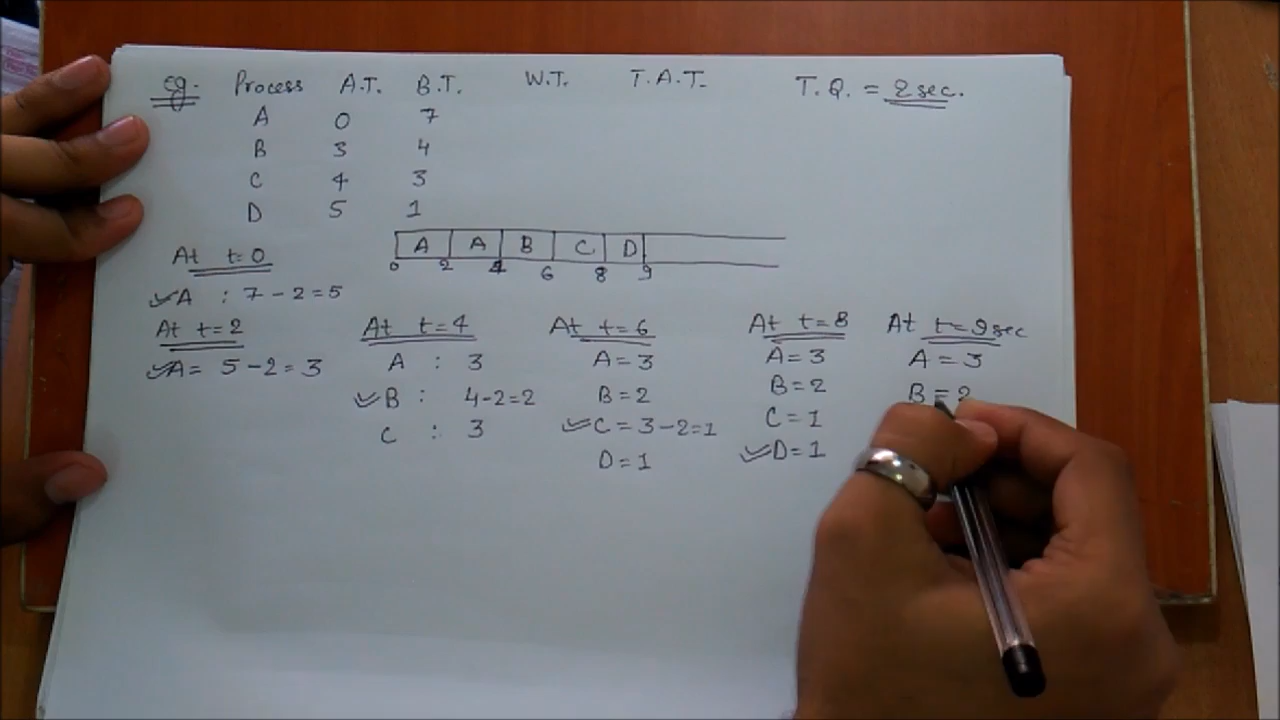 eg. Process A.T. B.T. W.T. T.A.T. T.Q. = 2 sec.
A 0 7
B 3 4
C 4 3
D 5 1
A A B C D
0 2 4 6 8 9
At t=0
A : 7-2=5
At t=2
A= 5-2=3
At t=4
A : 3
B : 4-2=2
C : 3
At t=6
A=3
B=2
C=3-2=1
D=1
At t=8
A=3
B=2
C=1
D=1
At t=9sec
A=3
B=2